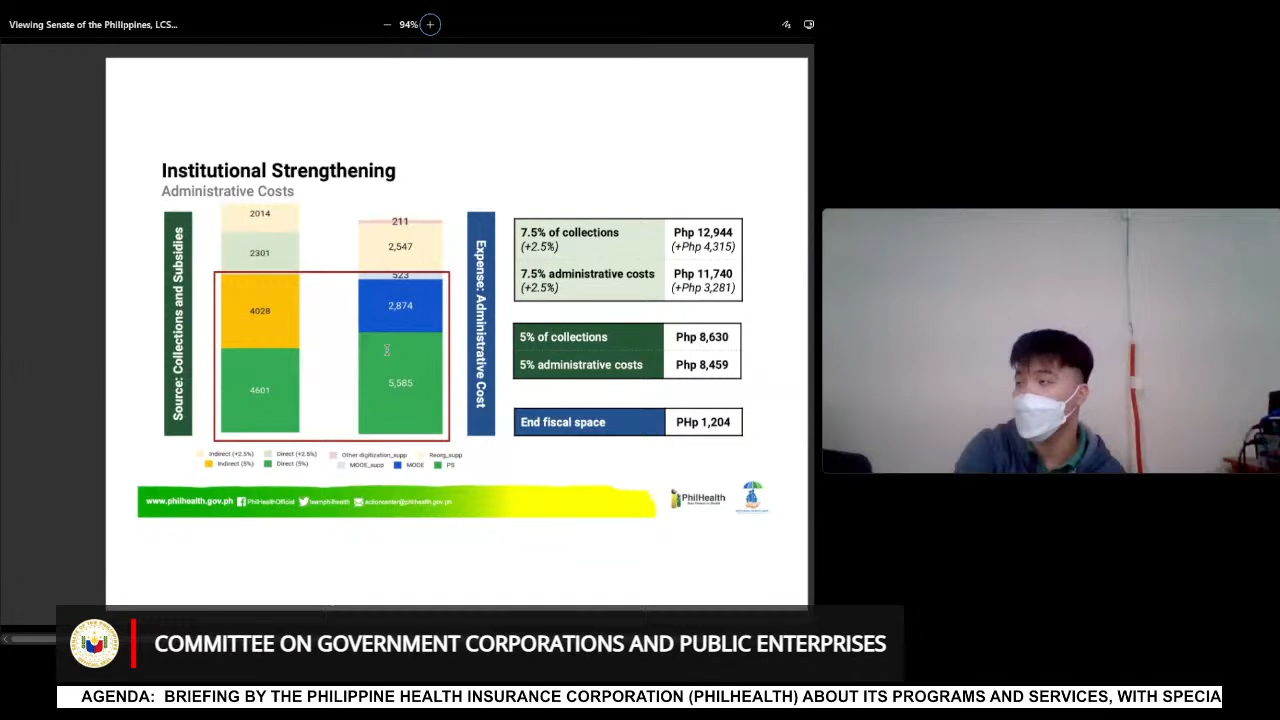 Viewing Senate of the Philippines, LCS...
94%
Institutional Strengthening
Administrative Costs
Source: Collections and Subsidies
2014
2301
4028
4601
211
2,547
523
2,874
5,585
Expense: Administrative Cost
7.5% of collections Php 12,944
(+2.5%) (+Php 4,315)
7.5% administrative costs Php 11,740
(+2.5%) (+Php 3,281)
5% of collections Php 8,630
5% administrative costs Php 8,459
End fiscal space PHp 1,204
Indirect (+2.5%) Direct (+2.5%) Other digitization_supp Reorg_supp
Indirect (5%) Direct (5%) MOOE_supp MOOE PS
www.philhealth.gov.ph PhilHealthOfficial teamphilhealth actioncenter@philhealth.gov.ph
PhilHealth
COMMITTEE ON GOVERNMENT CORPORATIONS AND PUBLIC ENTERPRISES
AGENDA: BRIEFING BY THE PHILIPPINE HEALTH INSURANCE CORPORATION (PHILHEALTH) ABOUT ITS PROGRAMS AND SERVICES, WITH SPECIA